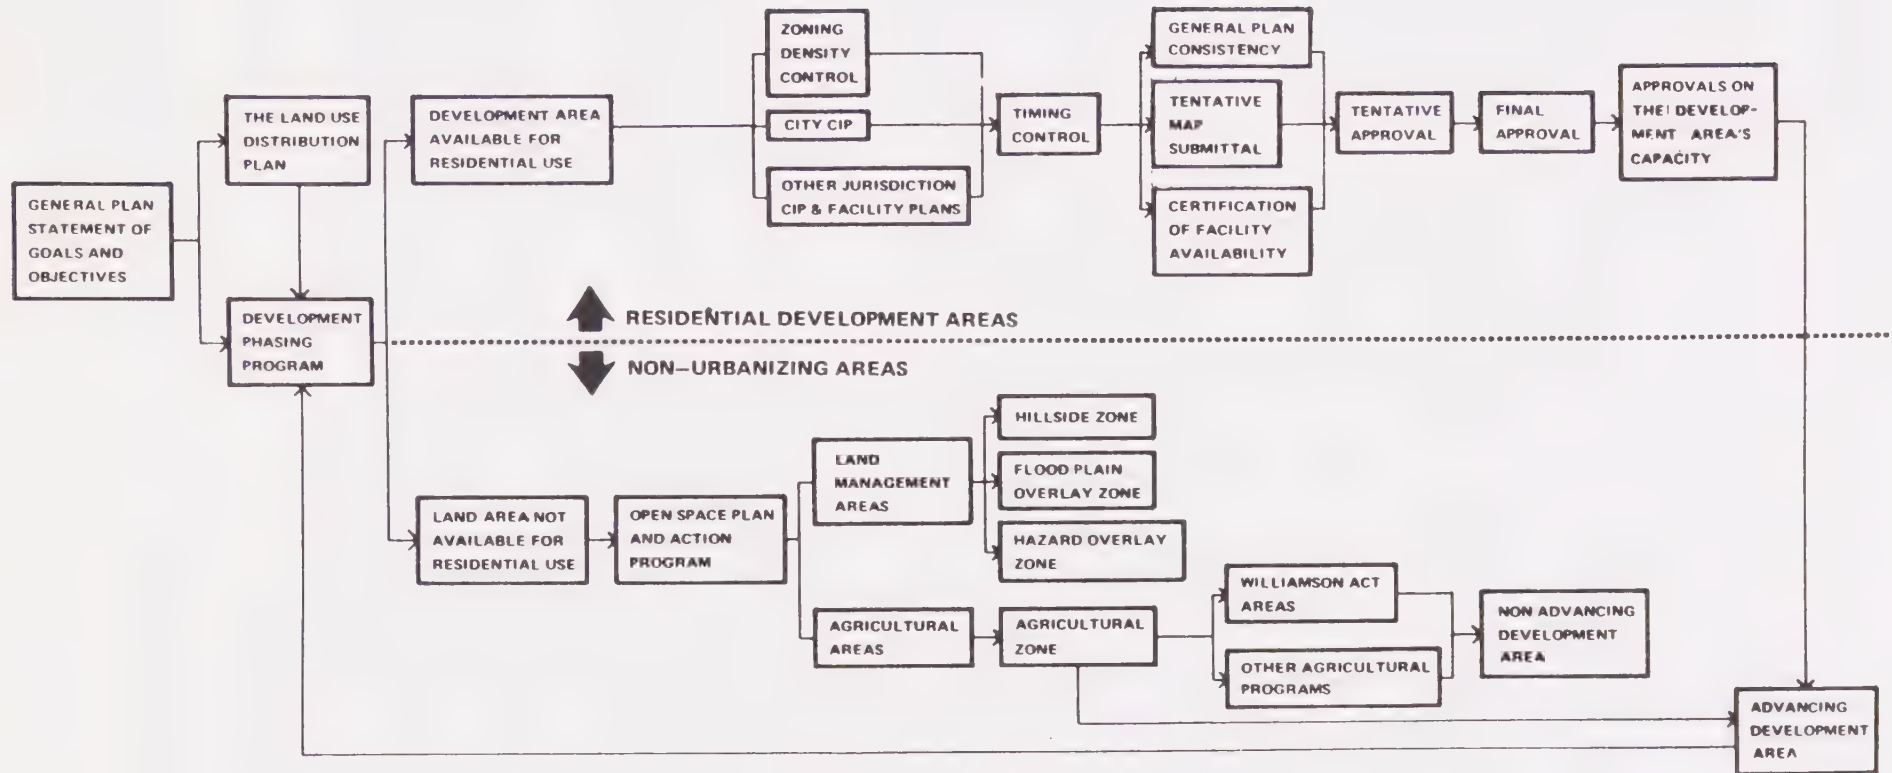 GENERAL PLAN
STATEMENT OF
GOALS AND
OBJECTIVES
THE LAND USE
DISTRIBUTION
PLAN
DEVELOPMENT
PHASING
PROGRAM
DEVELOPMENT AREA
AVAILABLE FOR
RESIDENTIAL USE
ZONING
DENSITY
CONTROL
CITY CIP
OTHER JURISDICTION
CIP & FACILITY PLANS
TIMING
CONTROL
GENERAL PLAN
CONSISTENCY
TENTATIVE
MAP
SUBMITTAL
CERTIFICATION
OF FACILITY
AVAILABILITY
TENTATIVE
APPROVAL
FINAL
APPROVAL
APPROVALS ON
THE DEVELOP-
MENT AREA'S
CAPACITY
RESIDENTIAL DEVELOPMENT AREAS
NON-URBANIZING AREAS
LAND AREA NOT
AVAILABLE FOR
RESIDENTIAL USE
OPEN SPACE PLAN
AND ACTION
PROGRAM
LAND
MANAGEMENT
AREAS
HILLSIDE ZONE
FLOOD PLAIN
OVERLAY ZONE
HAZARD OVERLAY
ZONE
AGRICULTURAL
AREAS
AGRICULTURAL
ZONE
WILLIAMSON ACT
AREAS
OTHER AGRICULTURAL
PROGRAMS
NON ADVANCING
DEVELOPMENT
AREA
ADVANCING
DEVELOPMENT
AREA